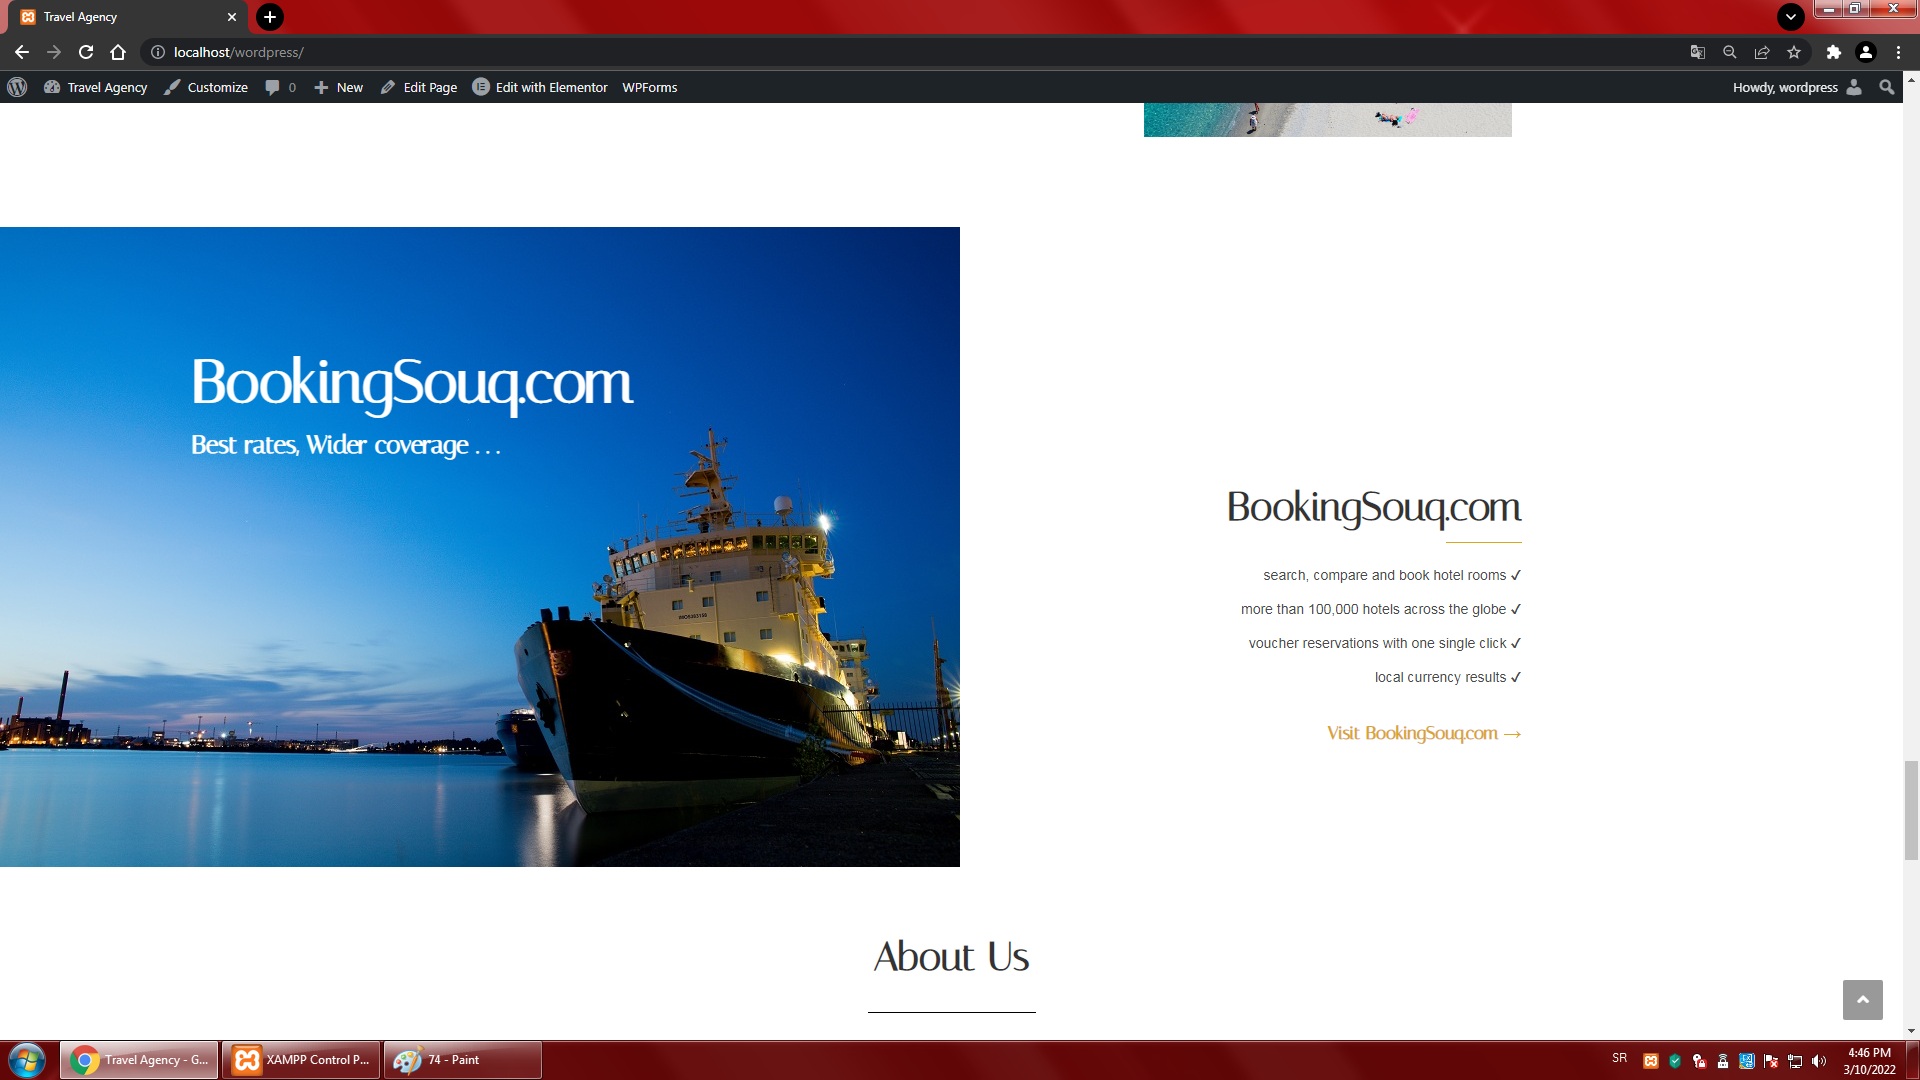 Travel Agency
localhost/wordpress/
Travel Agency
Customize
0
New
Edit Page
Edit with Elementor
WPForms
Howdy, wordpress
BookingSouq.com
Best rates, Wider coverage . . .
BookingSouq.com
search, compare and book hotel rooms ✓
more than 100,000 hotels across the globe ✓
voucher reservations with one single click ✓
local currency results ✓
Visit BookingSouq.com →
About Us
Travel Agency - G...
XAMPP Control P...
74 - Paint
SR
4:46 PM
3/10/2022